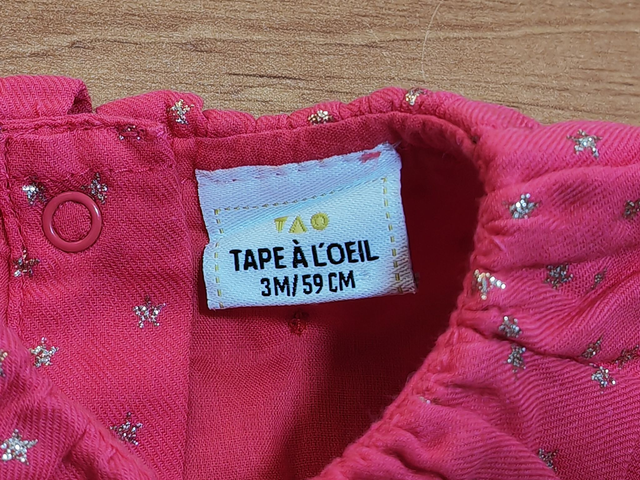 TAO
TAPE À L'OEIL
3M/59 CM